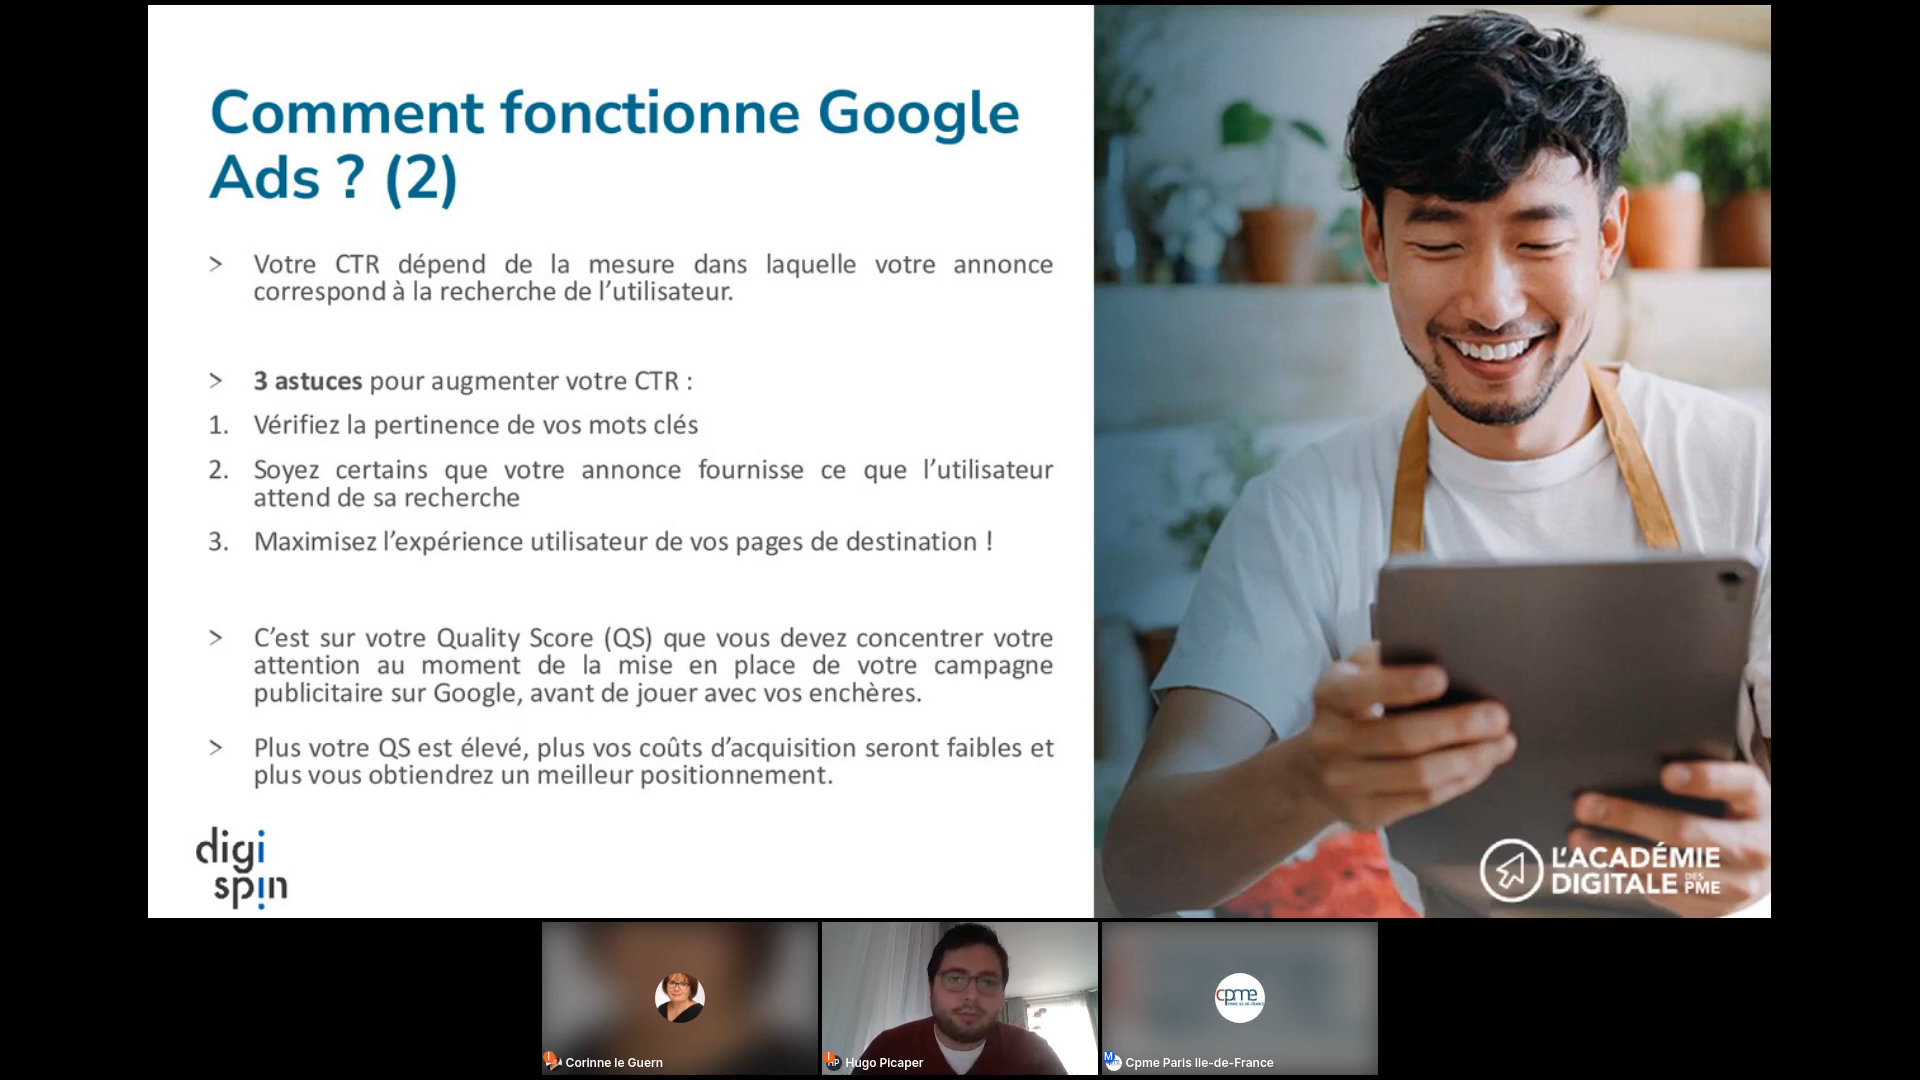 Comment fonctionne Google
Ads ? (2)
> Votre CTR dépend de la mesure dans laquelle votre annonce
correspond à la recherche de l’utilisateur.
> 3 astuces pour augmenter votre CTR :
1. Vérifiez la pertinence de vos mots clés
2. Soyez certains que votre annonce fournisse ce que l’utilisateur
attend de sa recherche
3. Maximisez l’expérience utilisateur de vos pages de destination !
> C’est sur votre Quality Score (QS) que vous devez concentrer votre
attention au moment de la mise en place de votre campagne
publicitaire sur Google, avant de jouer avec vos enchères.
> Plus votre QS est élevé, plus vos coûts d’acquisition seront faibles et
plus vous obtiendrez un meilleur positionnement.
digi
spin
L’ACADÉMIE
DIGITALE DES PME
cpme
PARIS ILE-DE-FRANCE
Corinne le Guern
HP Hugo Picaper
M Cpme Paris Ile-de-France